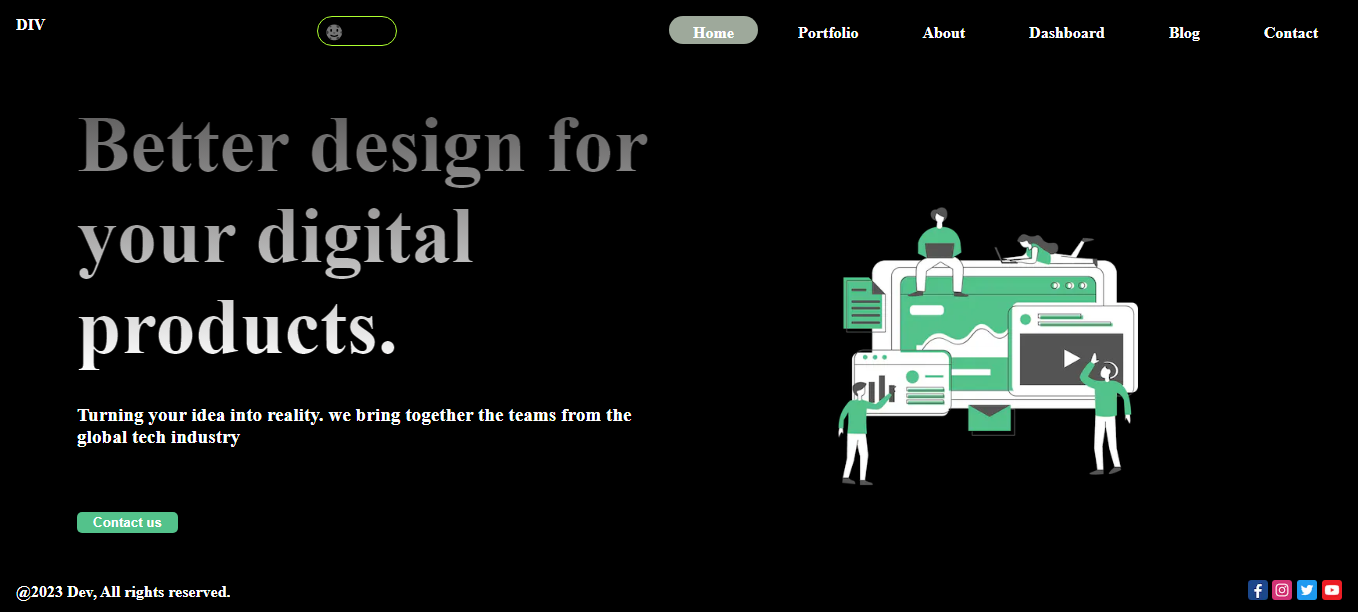 DIV
Home
Portfolio
About
Dashboard
Blog
Contact
Better design for
your digital
products.
Turning your idea into reality. we bring together the teams from the
global tech industry
Contact us
@2023 Dev, All rights reserved.